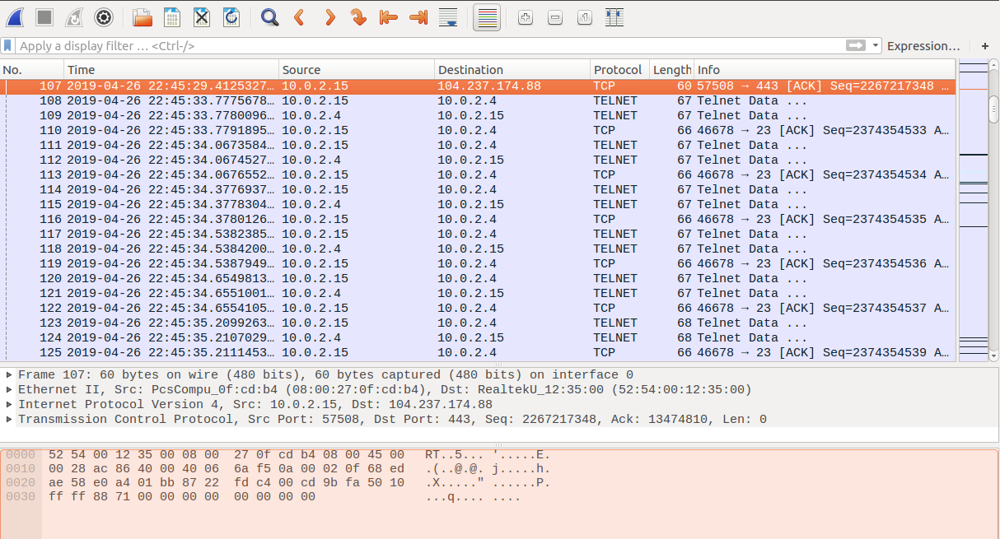 Apply a display filter … <Ctrl-/> Expression… +
No. Time Source Destination Protocol Length Info
107 2019-04-26 22:45:29.4125327… 10.0.2.15 104.237.174.88 TCP 60 57508 → 443 [ACK] Seq=2267217348 …
108 2019-04-26 22:45:33.7775678… 10.0.2.15 10.0.2.4 TELNET 67 Telnet Data ...
109 2019-04-26 22:45:33.7780096… 10.0.2.4 10.0.2.15 TELNET 67 Telnet Data ...
110 2019-04-26 22:45:33.7791895… 10.0.2.15 10.0.2.4 TCP 66 46678 → 23 [ACK] Seq=2374354533 A…
111 2019-04-26 22:45:34.0673584… 10.0.2.15 10.0.2.4 TELNET 67 Telnet Data ...
112 2019-04-26 22:45:34.0674527… 10.0.2.4 10.0.2.15 TELNET 67 Telnet Data ...
113 2019-04-26 22:45:34.0676552… 10.0.2.15 10.0.2.4 TCP 66 46678 → 23 [ACK] Seq=2374354534 A…
114 2019-04-26 22:45:34.3776937… 10.0.2.15 10.0.2.4 TELNET 67 Telnet Data ...
115 2019-04-26 22:45:34.3778304… 10.0.2.4 10.0.2.15 TELNET 67 Telnet Data ...
116 2019-04-26 22:45:34.3780126… 10.0.2.15 10.0.2.4 TCP 66 46678 → 23 [ACK] Seq=2374354535 A…
117 2019-04-26 22:45:34.5382385… 10.0.2.15 10.0.2.4 TELNET 67 Telnet Data ...
118 2019-04-26 22:45:34.5384200… 10.0.2.4 10.0.2.15 TELNET 67 Telnet Data ...
119 2019-04-26 22:45:34.5387949… 10.0.2.15 10.0.2.4 TCP 66 46678 → 23 [ACK] Seq=2374354536 A…
120 2019-04-26 22:45:34.6549813… 10.0.2.15 10.0.2.4 TELNET 67 Telnet Data ...
121 2019-04-26 22:45:34.6551001… 10.0.2.4 10.0.2.15 TELNET 67 Telnet Data ...
122 2019-04-26 22:45:34.6554105… 10.0.2.15 10.0.2.4 TCP 66 46678 → 23 [ACK] Seq=2374354537 A…
123 2019-04-26 22:45:35.2099263… 10.0.2.15 10.0.2.4 TELNET 68 Telnet Data ...
124 2019-04-26 22:45:35.2107029… 10.0.2.4 10.0.2.15 TELNET 68 Telnet Data ...
125 2019-04-26 22:45:35.2111453… 10.0.2.15 10.0.2.4 TCP 66 46678 → 23 [ACK] Seq=2374354539 A…
Frame 107: 60 bytes on wire (480 bits), 60 bytes captured (480 bits) on interface 0
Ethernet II, Src: PcsCompu_0f:cd:b4 (08:00:27:0f:cd:b4), Dst: RealtekU_12:35:00 (52:54:00:12:35:00)
Internet Protocol Version 4, Src: 10.0.2.15, Dst: 104.237.174.88
Transmission Control Protocol, Src Port: 57508, Dst Port: 443, Seq: 2267217348, Ack: 13474810, Len: 0
0000 52 54 00 12 35 00 08 00 27 0f cd b4 08 00 45 00 RT..5... '.....E.
0010 00 28 ac 86 40 00 40 06 6a f5 0a 00 02 0f 68 ed .(..@.@. j.....h.
0020 ae 58 e0 a4 01 bb 87 22 fd c4 00 cd 9b fa 50 10 .X....." ......P.
0030 ff ff 88 71 00 00 00 00 00 00 00 00 ...q.... ....